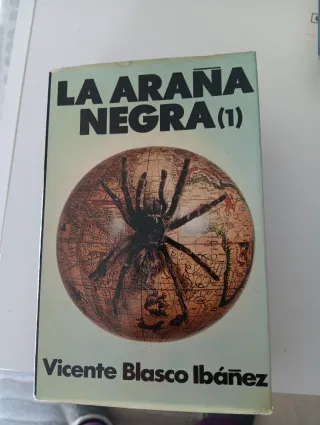 LA ARAÑA
NEGRA (1)
Vicente Blasco Ibáñez